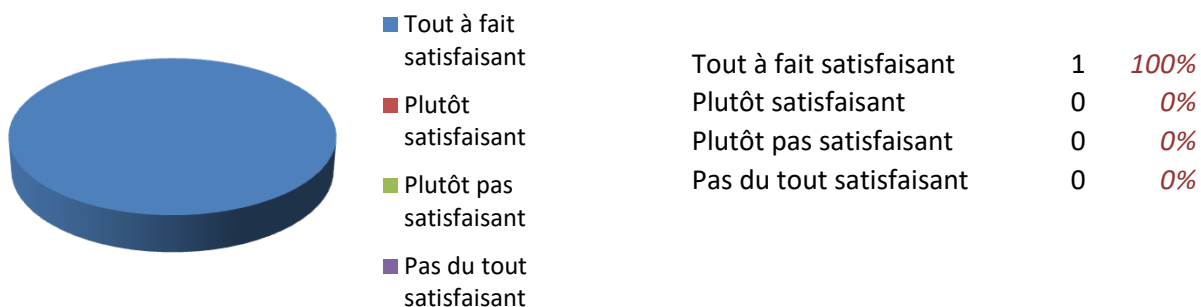 Tout à fait
satisfaisant
Plutôt
satisfaisant
Plutôt pas
satisfaisant
Pas du tout
satisfaisant
Tout à fait satisfaisant 1 100%
Plutôt satisfaisant 0 0%
Plutôt pas satisfaisant 0 0%
Pas du tout satisfaisant 0 0%